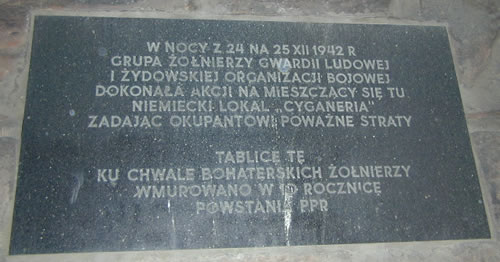 W NOCY Z 24 NA 25 XII 1942 R
GRUPA ŻOŁNIERZY GWARDII LUDOWEJ
I ŻYDOWSKIEJ ORGANIZACJI BOJOWEJ
DOKONAŁA AKCJI NA MIESZCZĄCY SIĘ TU
NIEMIECKI LOKAL „CYGANERIA”
ZADAJĄC OKUPANTOWI POWAŻNE STRATY
TABLICE TĘ
KU CHWALE BOHATERSKICH ŻOŁNIERZY
WMUROWANO W ROCZNICĘ
POWSTANIA PPR